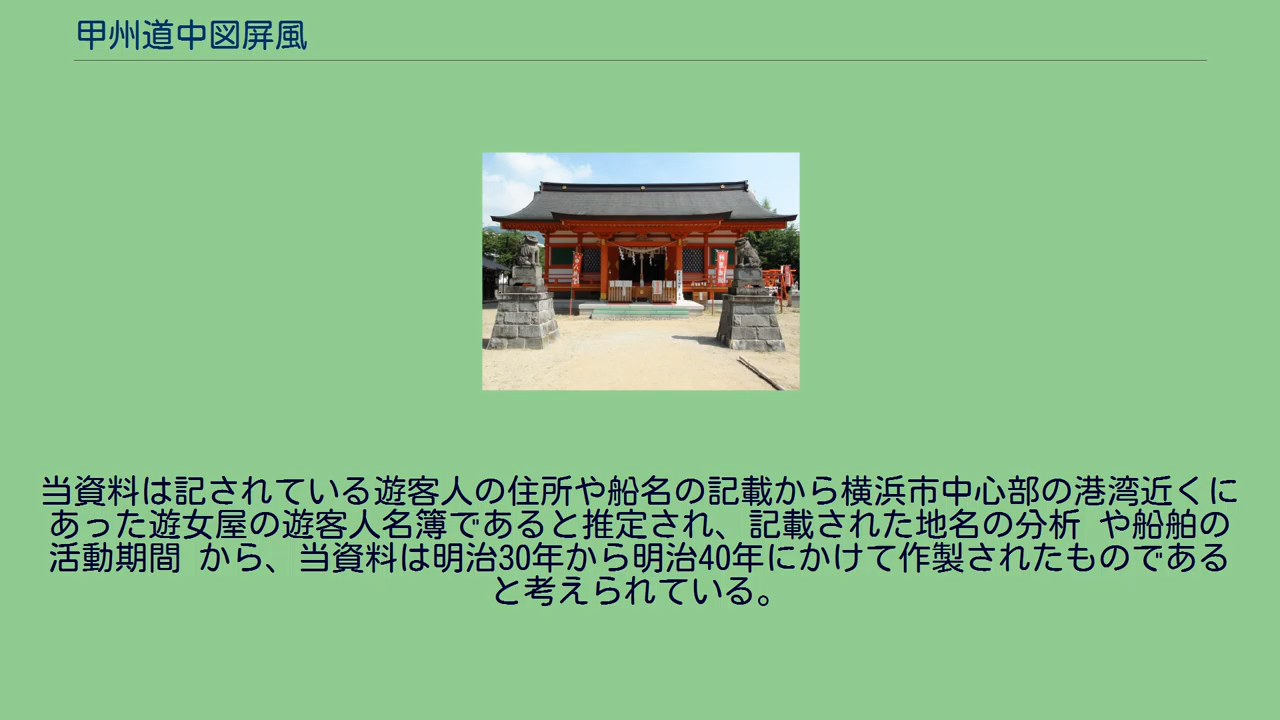 甲州道中図屏風
当資料は記されている遊客人の住所や船名の記載から横浜市中心部の港湾近くに
あった遊女屋の遊客人名簿であると推定され、記載された地名の分析 や船舶の
活動期間 から、当資料は明治30年から明治40年にかけて作製されたものである
と考えられている。